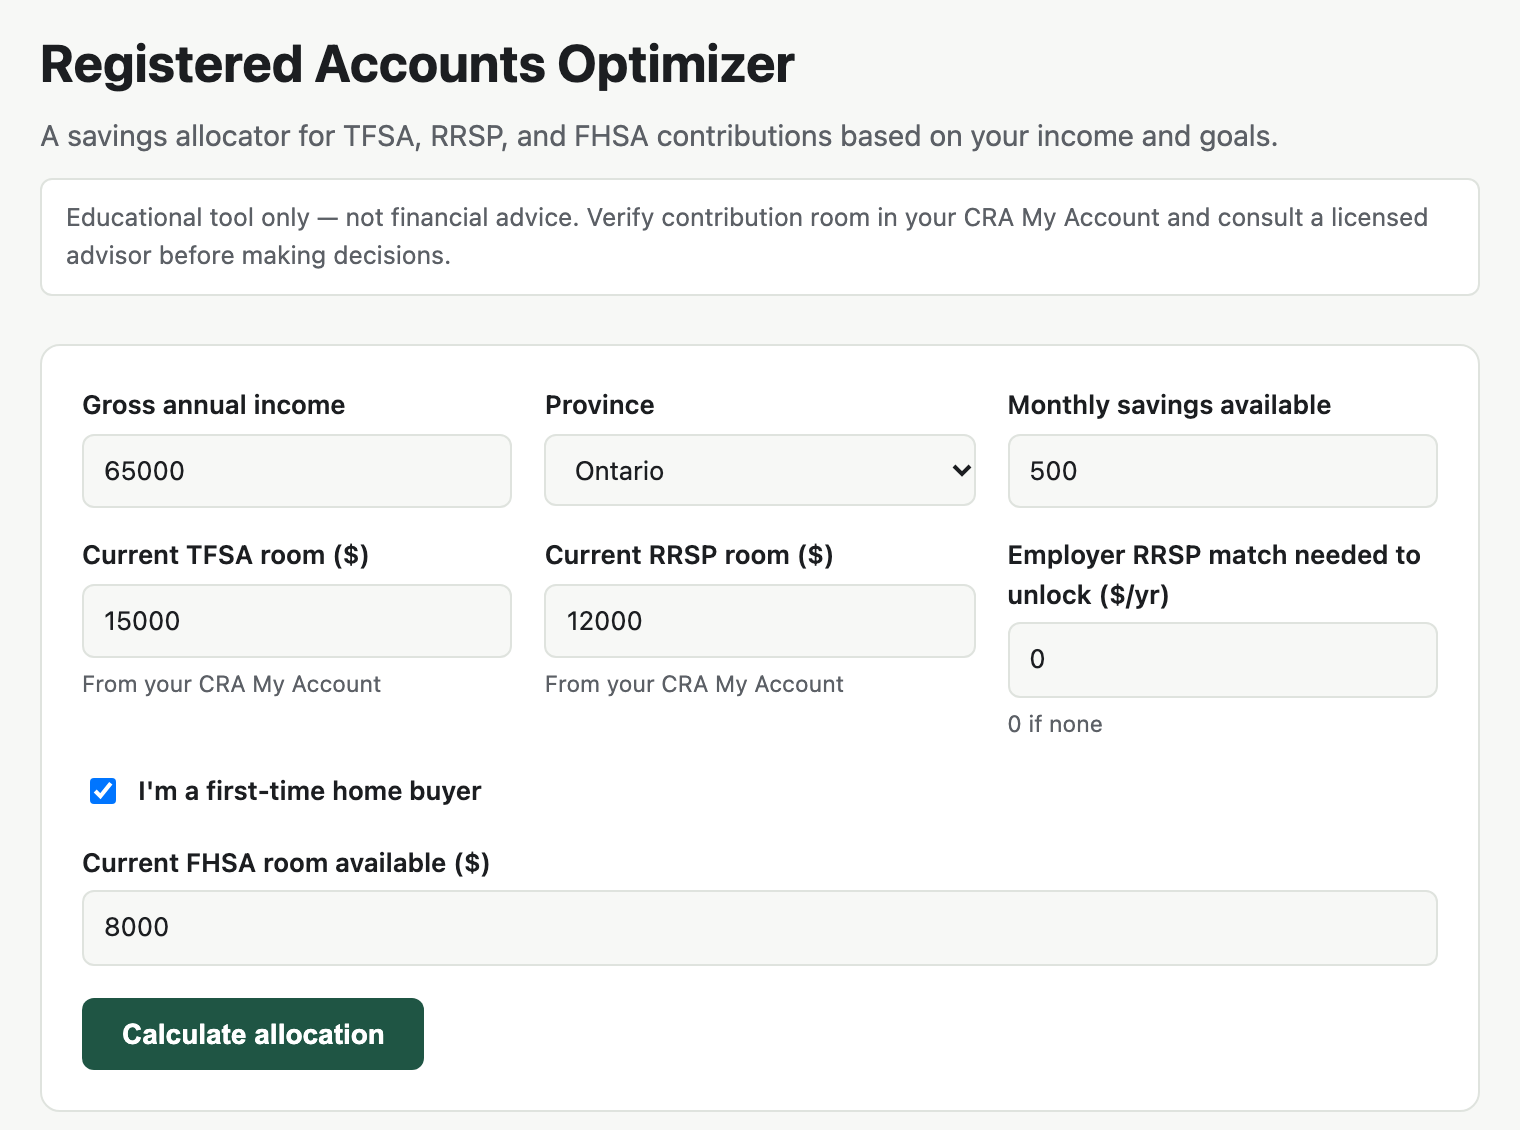 Registered Accounts Optimizer
A savings allocator for TFSA, RRSP, and FHSA contributions based on your income and goals.
Educational tool only — not financial advice. Verify contribution room in your CRA My Account and consult a licensed
advisor before making decisions.
Gross annual income
65000
Province
Ontario
Monthly savings available
500
Current TFSA room ($)
15000
From your CRA My Account
Current RRSP room ($)
12000
From your CRA My Account
Employer RRSP match needed to
unlock ($/yr)
0
0 if none
I'm a first-time home buyer
Current FHSA room available ($)
8000
Calculate allocation